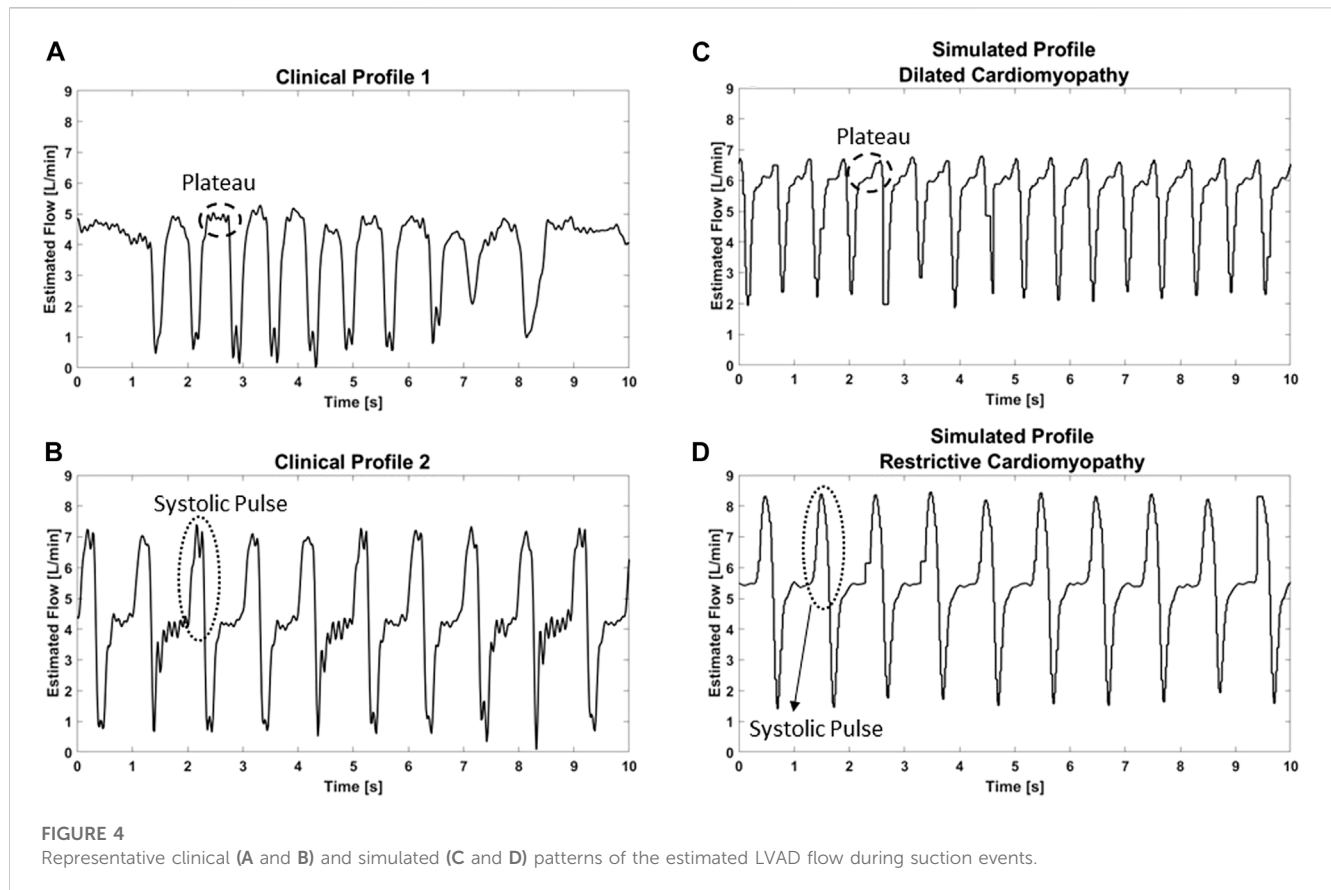 A
Clinical Profile 1
Estimated Flow [L/min]
9
8
7
6
5
4
3
2
1
0
Plateau
0 1 2 3 4 5 6 7 8 9 10
Time [s]
B
Clinical Profile 2
Estimated Flow [L/min]
9
8
7
6
5
4
3
2
1
0
Systolic Pulse
0 1 2 3 4 5 6 7 8 9 10
Time [s]
C
Simulated Profile
Dilated Cardiomyopathy
Estimated Flow [L/min]
9
8
7
6
5
4
3
2
1
0
Plateau
0 1 2 3 4 5 6 7 8 9 10
Time [s]
D
Simulated Profile
Restrictive Cardiomyopathy
Estimated Flow [L/min]
9
8
7
6
5
4
3
2
1
0
Systolic Pulse
0 1 2 3 4 5 6 7 8 9 10
Time [s]
FIGURE 4
Representative clinical (A and B) and simulated (C and D) patterns of the estimated LVAD flow during suction events.